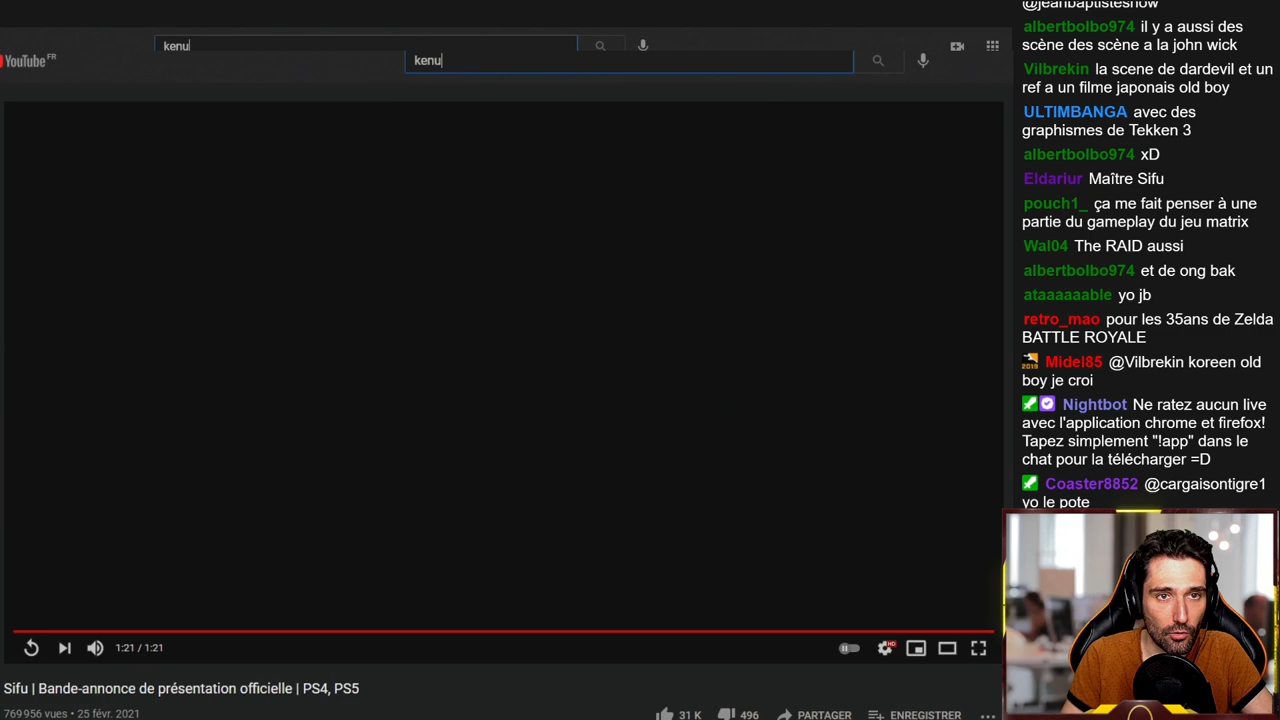 kenu
YouTube FR
kenu
1:21 / 1:21
HD
Sifu | Bande-annonce de présentation officielle | PS4, PS5
769 956 vues • 25 févr. 2021
31 K
496
PARTAGER
ENREGISTRER
@jeanbaptisteshow
albertbolbo974 il y a aussi des
scène des scène a la john wick
Vilbrekin la scene de dardevil et un
ref a un filme japonais old boy
ULTIMBANGA avec des
graphismes de Tekken 3
albertbolbo974 xD
Eldariur Maître Sifu
pouch1_ ça me fait penser à une
partie du gameplay du jeu matrix
Wal04 The RAID aussi
albertbolbo974 et de ong bak
ataaaaaable yo jb
retro_mao pour les 35ans de Zelda
BATTLE ROYALE
2019 Midel85 @Vilbrekin koreen old
boy je croi
Nightbot Ne ratez aucun live
avec l'application chrome et firefox!
Tapez simplement "!app" dans le
chat pour la télécharger =D
Coaster8852 @cargaisontigre1
yo le pote